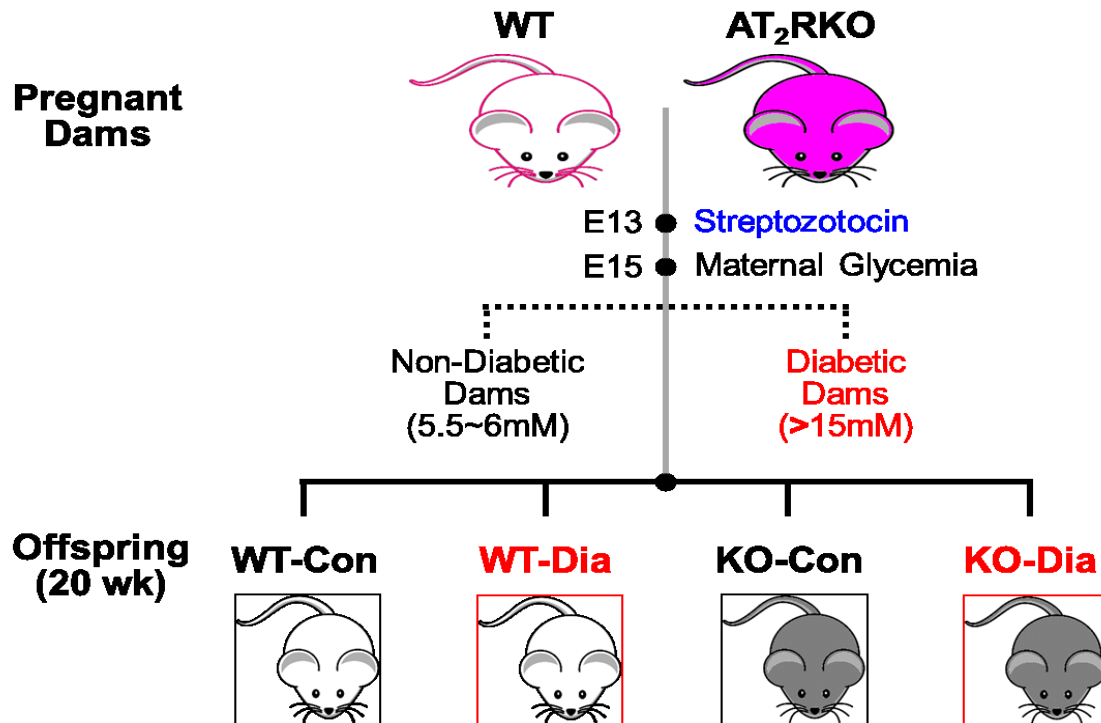 WT
AT₂RKO
Pregnant
Dams
E13
Streptozotocin
E15
Maternal Glycemia
Non-Diabetic
Dams
(5.5~6mM)
Diabetic
Dams
(>15mM)
Offspring
(20 wk)
WT-Con
WT-Dia
KO-Con
KO-Dia